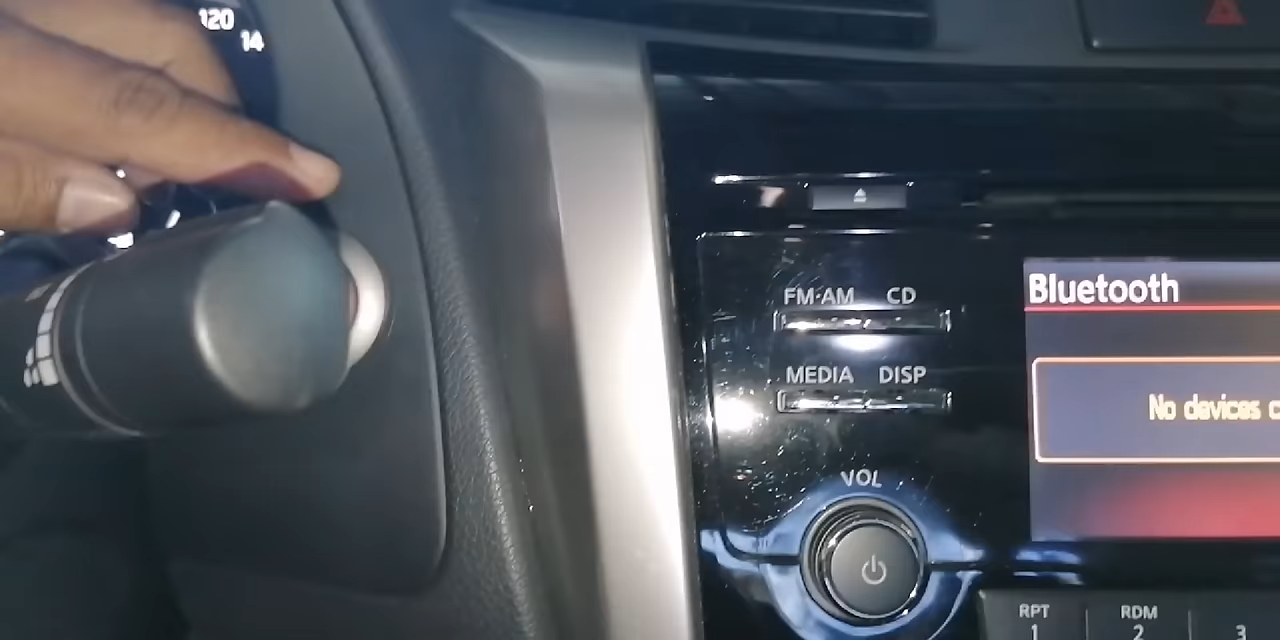 120
14
FM·AM CD
MEDIA DISP
VOL
Bluetooth
No devices
RPT
1
RDM
2
3